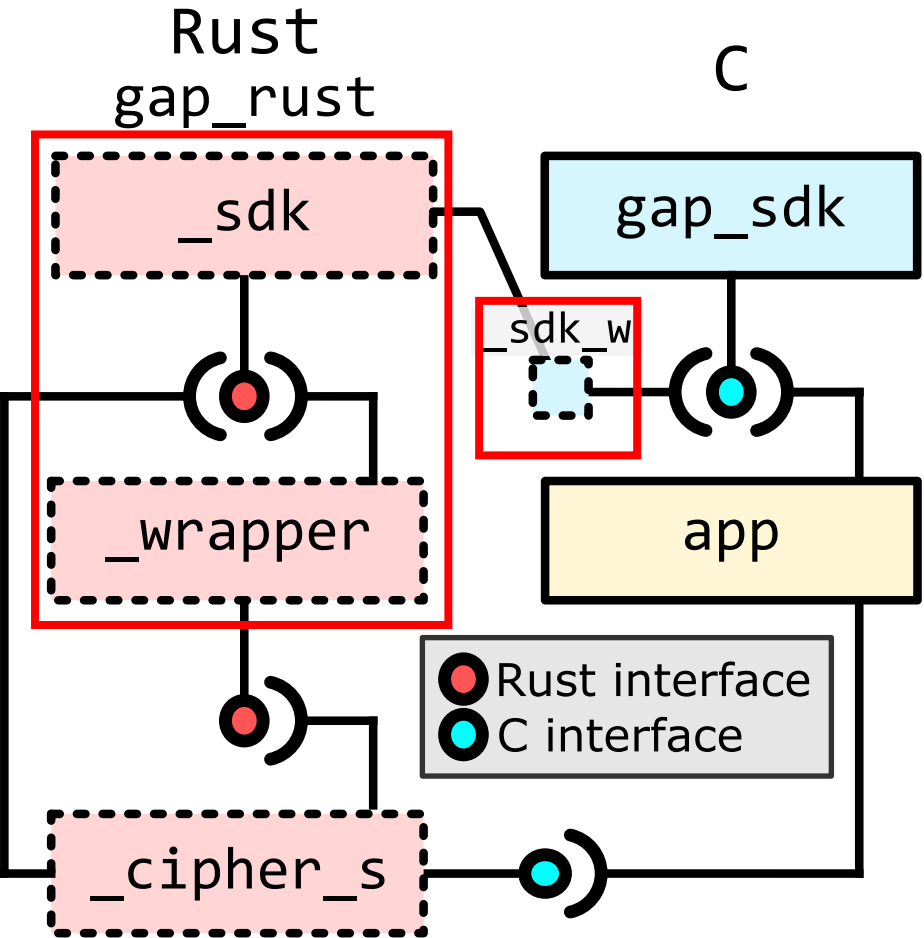 Rust
gap_rust
C
_sdk
gap_sdk
_sdk_w
_wrapper
app
Rust interface
C interface
_cipher_s